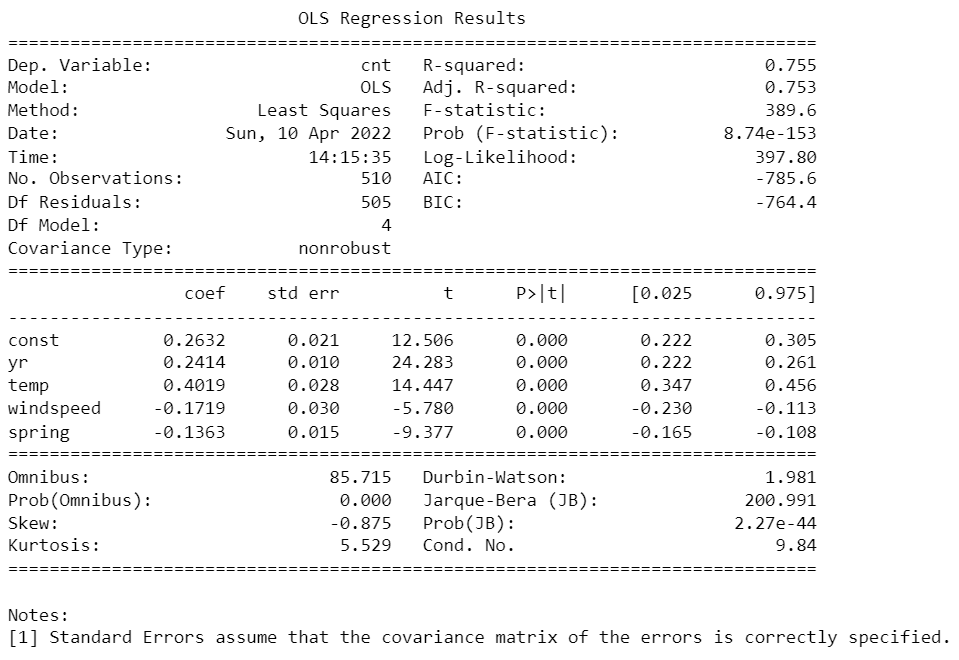 OLS Regression Results
==============================================================================
Dep. Variable:                    cnt   R-squared:                       0.755
Model:                            OLS   Adj. R-squared:                  0.753
Method:                 Least Squares   F-statistic:                     389.6
Date:                Sun, 10 Apr 2022   Prob (F-statistic):          8.74e-153
Time:                        14:15:35   Log-Likelihood:                 397.80
No. Observations:                 510   AIC:                            -785.6
Df Residuals:                     505   BIC:                            -764.4
Df Model:                           4
Covariance Type:            nonrobust
==============================================================================
                 coef    std err          t      P>|t|      [0.025      0.975]
------------------------------------------------------------------------------
const          0.2632      0.021     12.506      0.000       0.222       0.305
yr             0.2414      0.010     24.283      0.000       0.222       0.261
temp           0.4019      0.028     14.447      0.000       0.347       0.456
windspeed     -0.1719      0.030     -5.780      0.000      -0.230      -0.113
spring        -0.1363      0.015     -9.377      0.000      -0.165      -0.108
==============================================================================
Omnibus:                       85.715   Durbin-Watson:                   1.981
Prob(Omnibus):                  0.000   Jarque-Bera (JB):              200.991
Skew:                          -0.875   Prob(JB):                     2.27e-44
Kurtosis:                       5.529   Cond. No.                         9.84
==============================================================================

Notes:
[1] Standard Errors assume that the covariance matrix of the errors is correctly specified.